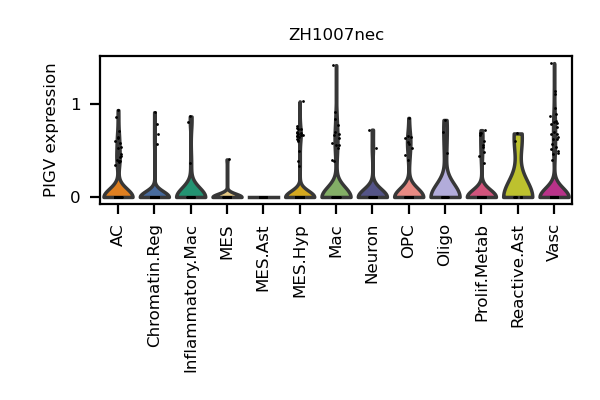 ZH1007nec
PIGV expression
1
0
AC
Chromatin.Reg
Inflammatory.Mac
MES
MES.Ast
MES.Hyp
Mac
Neuron
OPC
Oligo
Prolif.Metab
Reactive.Ast
Vasc